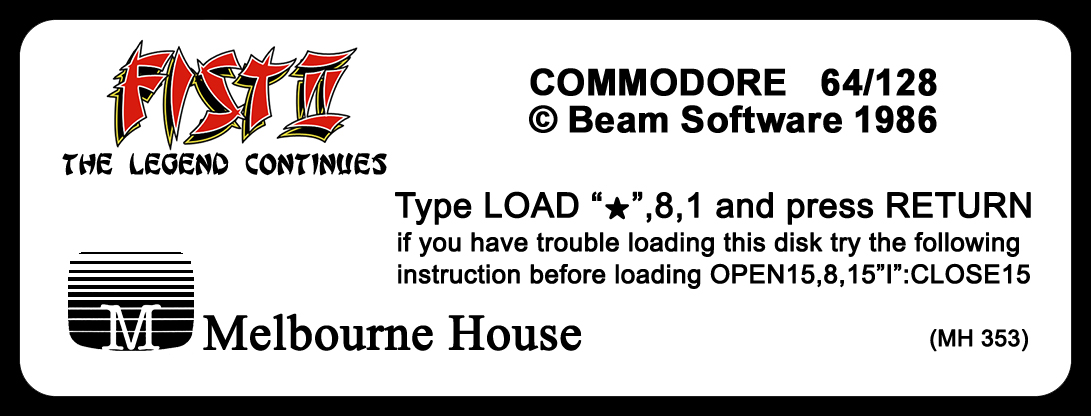 FIST II
THE LEGEND CONTINUES
COMMODORE 64/128
© Beam Software 1986
Type LOAD “★”,8,1 and press RETURN
if you have trouble loading this disk try the following
instruction before loading OPEN15,8,15”I”:CLOSE15
M
Melbourne House
(MH 353)